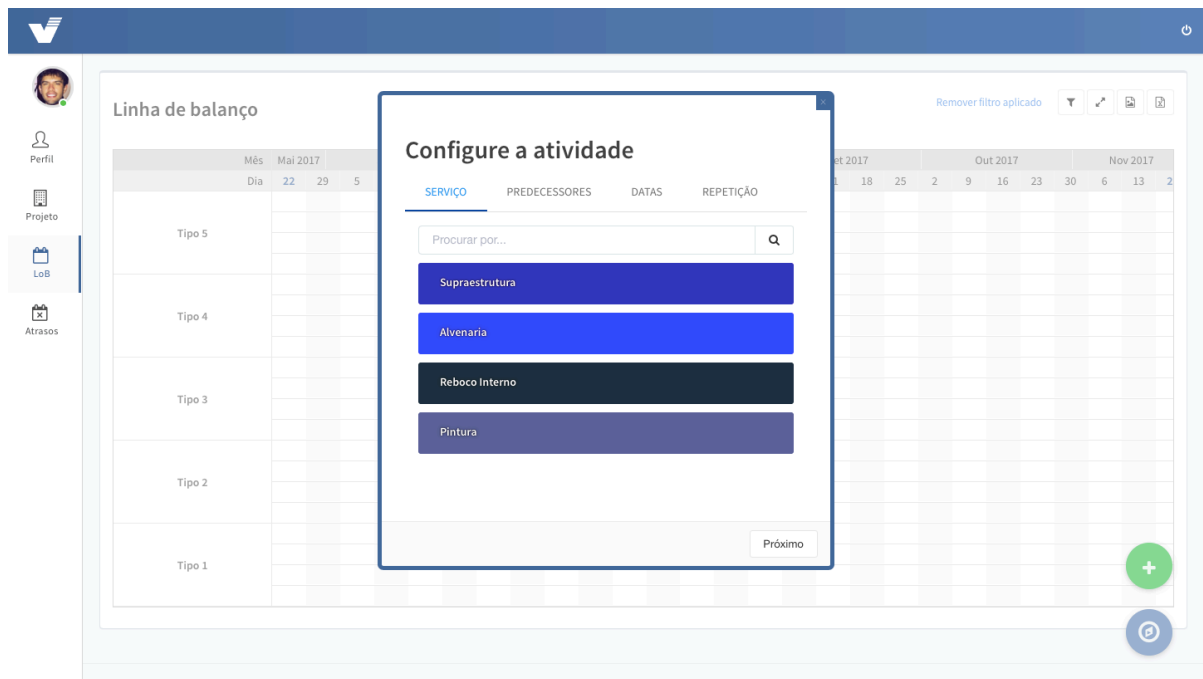 Linha de balanço
Remover filtro aplicado
Perfil
Projeto
LoB
Atrasos
Mês Mai 2017 et 2017 Out 2017 Nov 2017
Dia 22 29 5 1 18 25 2 9 16 23 30 6 13 2
Tipo 5
Tipo 4
Tipo 3
Tipo 2
Tipo 1
×
Configure a atividade
SERVIÇO PREDECESSORES DATAS REPETIÇÃO
Procurar por...
Supraestrutura
Alvenaria
Reboco Interno
Pintura
Próximo